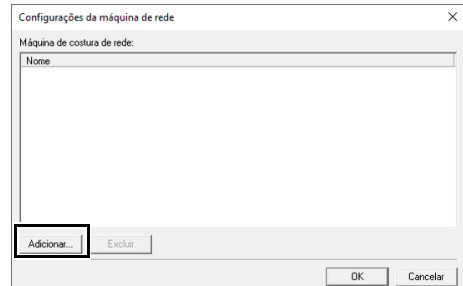 Configurações da máquina de rede
Máquina de costura de rede:
Nome
Adicionar... Excluir
OK Cancelar